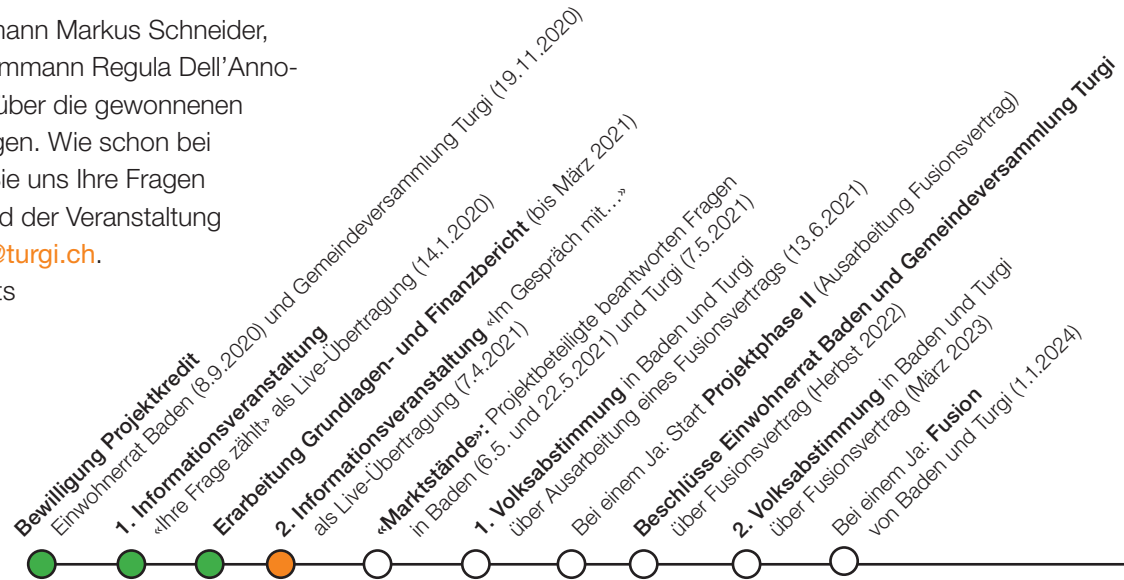 mann Markus Schneider,
mmann Regula Dell’Anno-
über die gewonnenen
gen. Wie schon bei
Sie uns Ihre Fragen
d der Veranstaltung
@turgi.ch.
ts
Bewilligung Projektkredit
Einwohnerrat Baden (8.9.2020) und Gemeindeversammlung Turgi (19.11.2020)
1. Informationsveranstaltung
«Ihre Frage zählt» als Live-Übertragung (14.1.2020)
Erarbeitung Grundlagen- und Finanzbericht (bis März 2021)
2. Informationsveranstaltung «Im Gespräch mit…»
als Live-Übertragung (7.4.2021)
«Marktstände»: Projektbeteiligte beantworten Fragen
in Baden (6.5. und 22.5.2021) und Turgi (7.5.2021)
1. Volksabstimmung in Baden und Turgi
über Ausarbeitung eines Fusionsvertrags (13.6.2021)
Bei einem Ja: Start Projektphase II (Ausarbeitung Fusionsvertrag)
Beschlüsse Einwohnerrat Baden und Gemeindeversammlung Turgi
über Fusionsvertrag (Herbst 2022)
2. Volksabstimmung in Baden und Turgi
über Fusionsvertrag (März 2023)
Bei einem Ja: Fusion
von Baden und Turgi (1.1.2024)